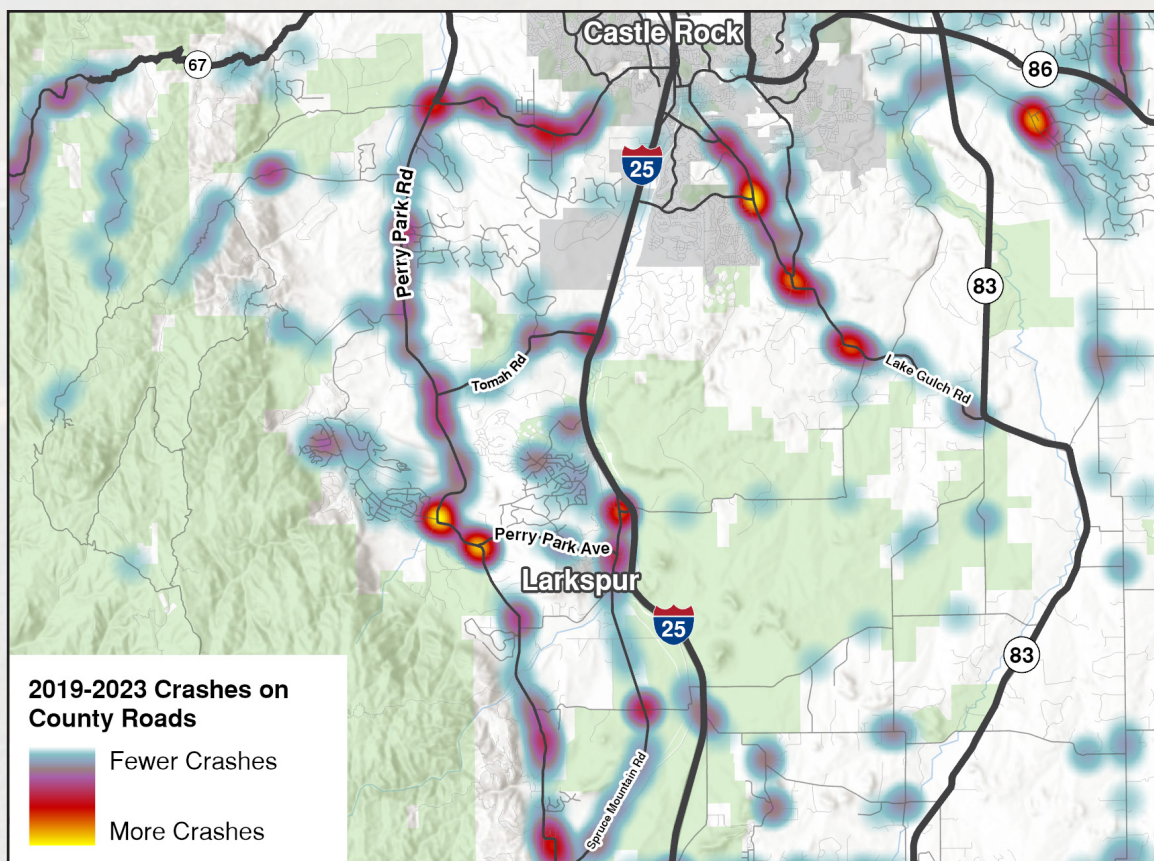 Castle Rock
67
86
25
Perry Park Rd
83
Tomah Rd
Lake Gulch Rd
Perry Park Ave
Larkspur
25
83
2019-2023 Crashes on
County Roads
Fewer Crashes
More Crashes
Spruce Mountain Rd